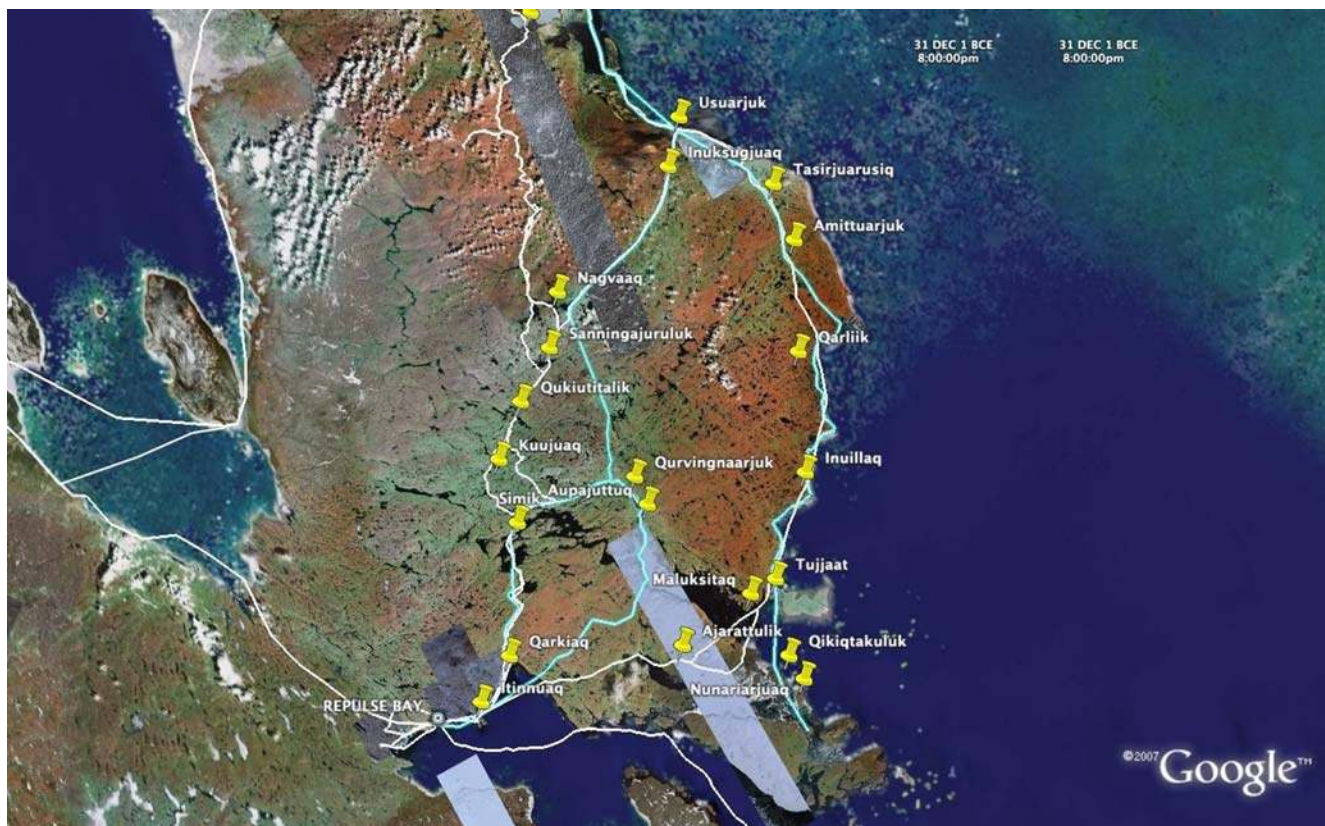 31 DEC 1 BCE 31 DEC 1 BCE
8:00:00pm 8:00:00pm
Usuarjuk
Inuksugjuaq
Tasirjuarusiq
Amittuarjuk
Nagvaaq
Sanningajuruluk
Qarliik
Qukiutitalik
Kuujuaq
Inuillaq
Qurvingnaarjuk
Aupajuttuq
Simik
Tujjaat
Maluksitaq
Ajarattulik
Qarkiaq
Qikiqtakuluk
Nunariarjuaq
Itinnuaq
REPULSE BAY
©2007 Google™